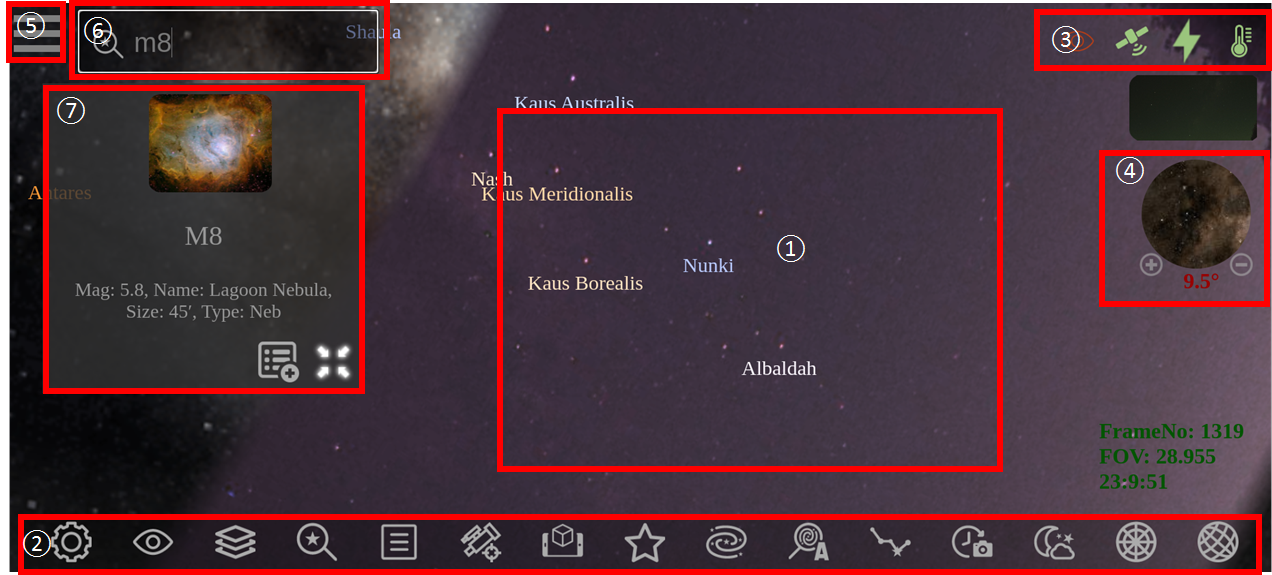 ⑤
⑥ m8
Shaula
③
Kaus Australis
⑦
④
Antares
Nash
Kaus Meridionalis
M8
①
Nunki
Kaus Borealis
9.5°
Mag: 5.8, Name: Lagoon Nebula,
Size: 45′, Type: Neb
Albaldah
FrameNo: 1319
FOV: 28.955
23:9:51
②
A